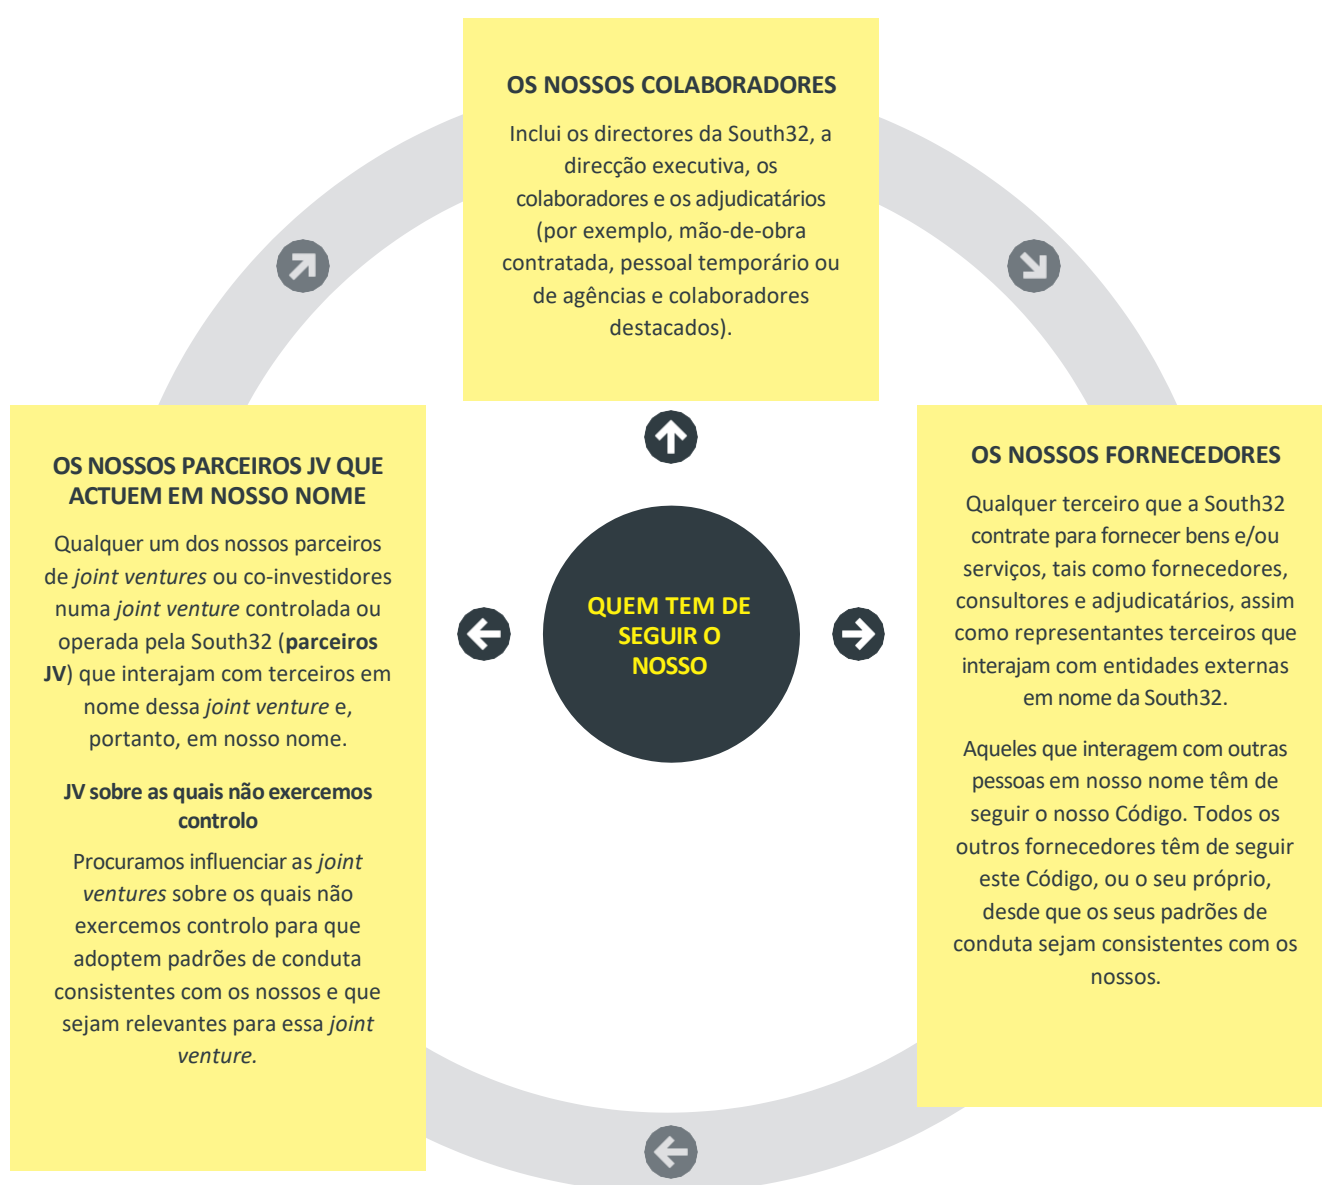 OS NOSSOS COLABORADORES
Inclui os directores da South32, a
direcção executiva, os
colaboradores e os adjudicatários
(por exemplo, mão-de-obra
contratada, pessoal temporário ou
de agências e colaboradores
destacados).
OS NOSSOS PARCEIROS JV QUE
ACTUEM EM NOSSO NOME
Qualquer um dos nossos parceiros
de joint ventures ou co-investidores
numa joint venture controlada ou
operada pela South32 (parceiros
JV) que interajam com terceiros em
nome dessa joint venture e,
portanto, em nosso nome.
JV sobre as quais não exercemos
controlo
Procuramos influenciar as joint
ventures sobre os quais não
exercemos controlo para que
adoptem padrões de conduta
consistentes com os nossos e que
sejam relevantes para essa joint
venture.
QUEM TEM DE
SEGUIR O
NOSSO
OS NOSSOS FORNECEDORES
Qualquer terceiro que a South32
contrate para fornecer bens e/ou
serviços, tais como fornecedores,
consultores e adjudicatários, assim
como representantes terceiros que
interajam com entidades externas
em nome da South32.
Aqueles que interagem com outras
pessoas em nosso nome têm de
seguir o nosso Código. Todos os
outros fornecedores têm de seguir
este Código, ou o seu próprio,
desde que os seus padrões de
conduta sejam consistentes com os
nossos.